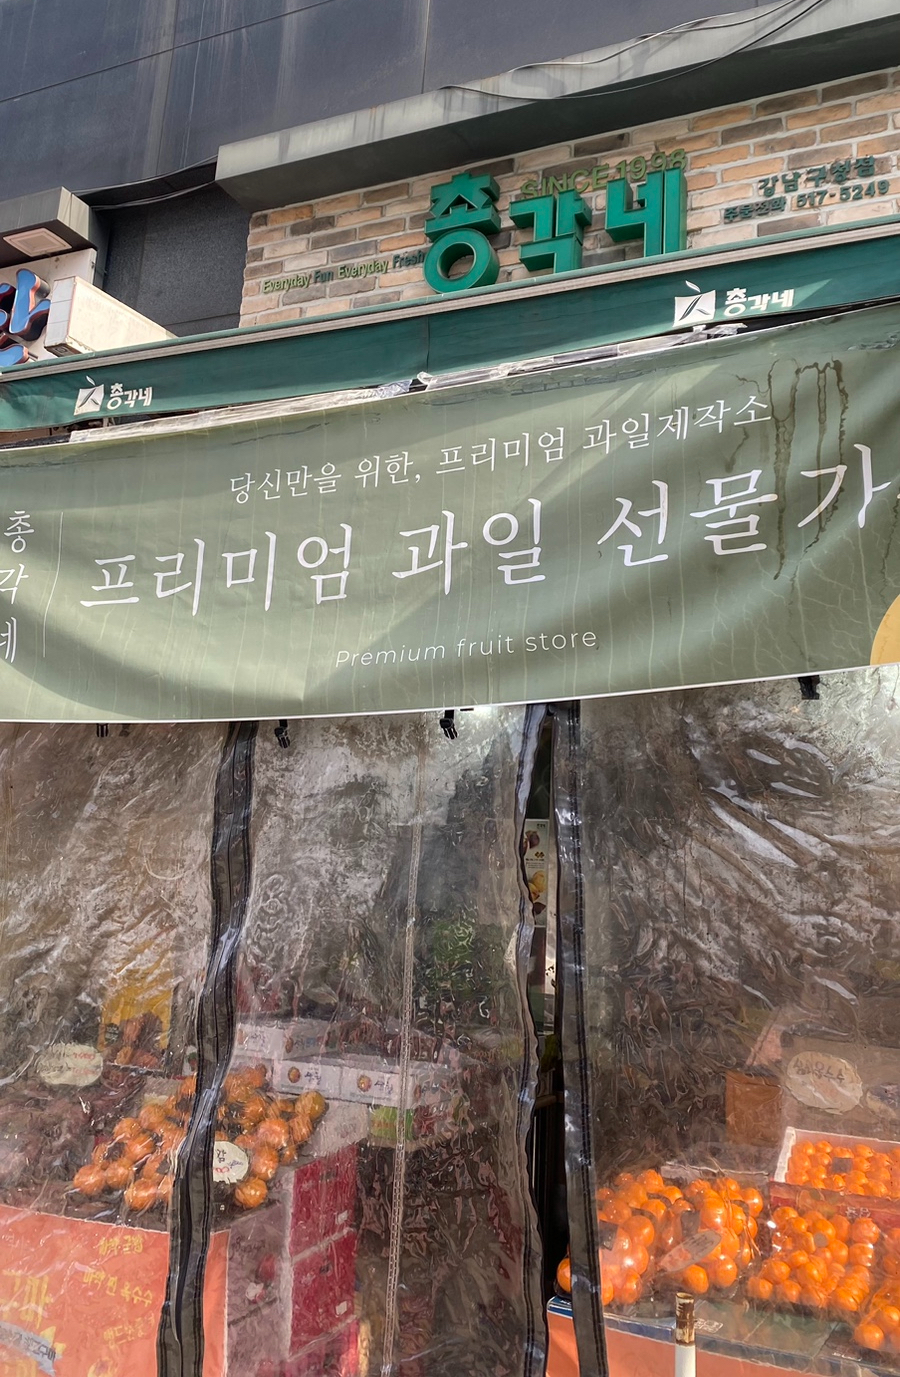 SINCE 1998
총각네
Everyday Fun Everyday Fresh
강남구청점
주문전화 517-5249
총각네
총각네
당신만을 위한, 프리미엄 과일제작소
총각네
프리미엄 과일 선물가
Premium fruit store